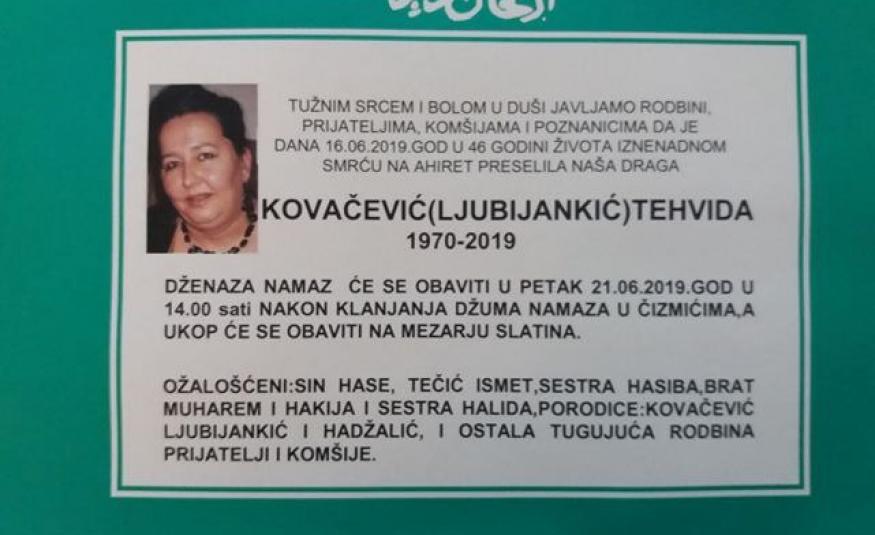 TUŽNIM SRCEM I BOLOM U DUŠI JAVLJAMO RODBINI,
PRIJATELJIMA, KOMŠIJAMA I POZNANICIMA DA JE
DANA 16.06.2019.GOD U 46 GODINI ŽIVOTA IZNENADNOM
SMRĆU NA AHIRET PRESELILA NAŠA DRAGA
KOVAČEVIĆ(LJUBIJANKIĆ)TEHVIDA
1970-2019
DŽENAZA NAMAZ ĆE SE OBAVITI U PETAK 21.06.2019.GOD U
14.00 sati NAKON KLANJANJA DŽUMA NAMAZA U ČIZMIĆIMA,A
UKOP ĆE SE OBAVITI NA MEZARJU SLATINA.
OŽALOŠĆENI:SIN HASE, TEČIĆ ISMET,SESTRA HASIBA,BRAT
MUHAREM I HAKIJA I SESTRA HALIDA,PORODICE:KOVAČEVIĆ
LJUBIJANKIĆ I HADŽALIĆ, I OSTALA TUGUJUĆA RODBINA
PRIJATELJI I KOMŠIJE.